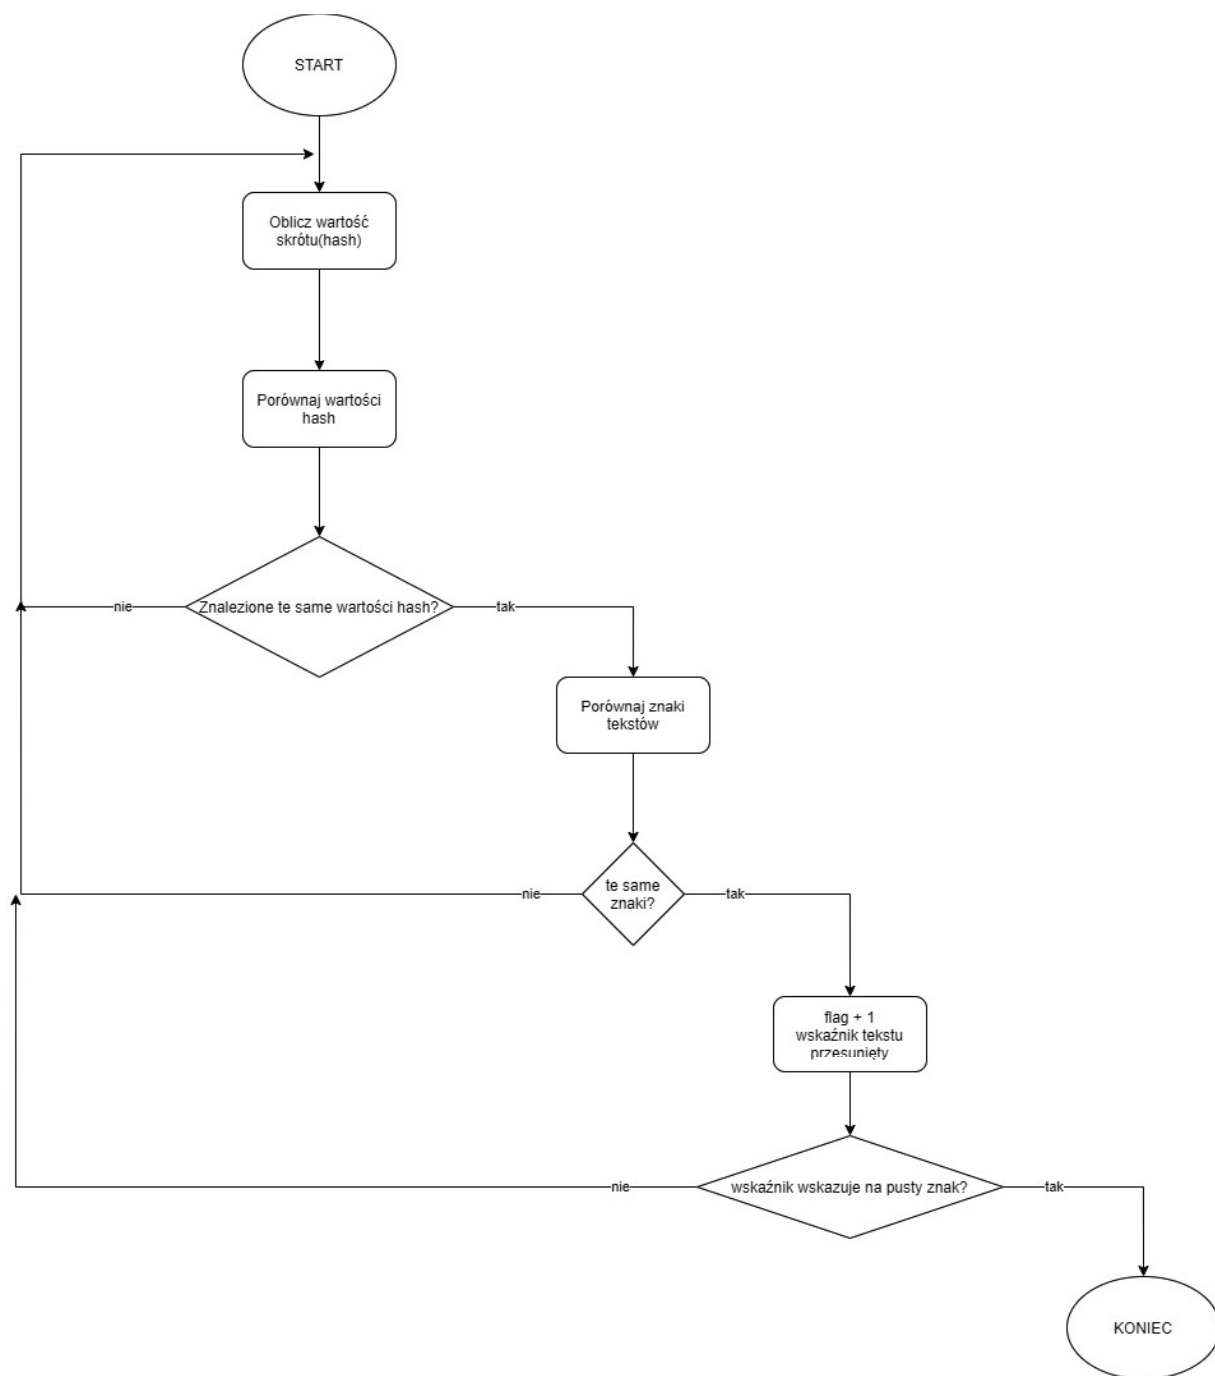 START
Oblicz wartość
skrótu(hash)
Porównaj wartości
hash
Znalezione te same wartości hash?
nie
tak
Porównaj znaki
tekstów
te same
znaki?
nie
tak
flag + 1
wskaźnik tekstu
przesunięty
wskaźnik wskazuje na pusty znak?
nie
tak
KONIEC